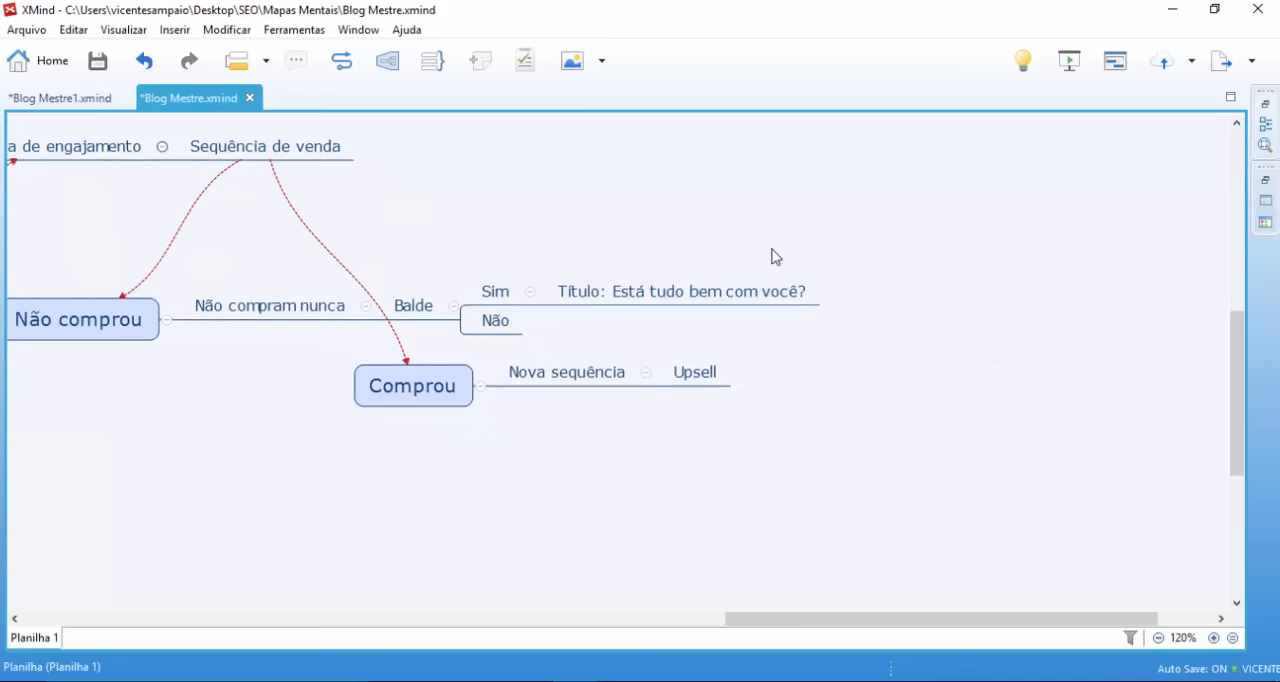 XMind - C:\Users\vicentesampaio\Desktop\SEO\Mapas Mentais\Blog Mestre.xmind
Arquivo Editar Visualizar Inserir Modificar Ferramentas Window Ajuda
Home
*Blog Mestre1.xmind *Blog Mestre.xmind
a de engajamento Sequência de venda
Sim Título: Está tudo bem com você?
Não compram nunca Balde
Não comprou Não
Nova sequência Upsell
Comprou
Planilha 1 120%
Planilha (Planilha 1) Auto Save: ON VICENTE